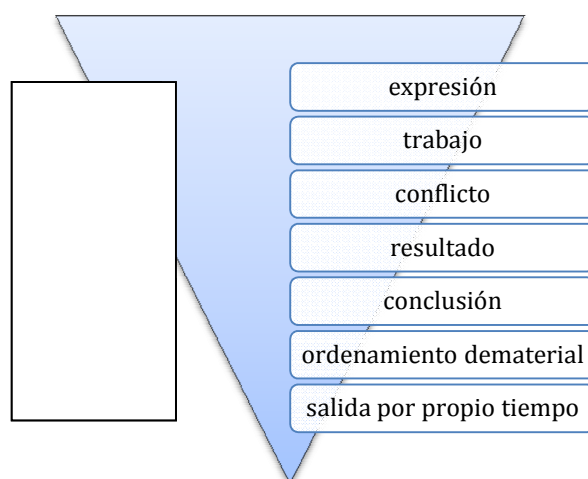 expresión
trabajo
conflicto
resultado
conclusión
ordenamiento dematerial
salida por propio tiempo